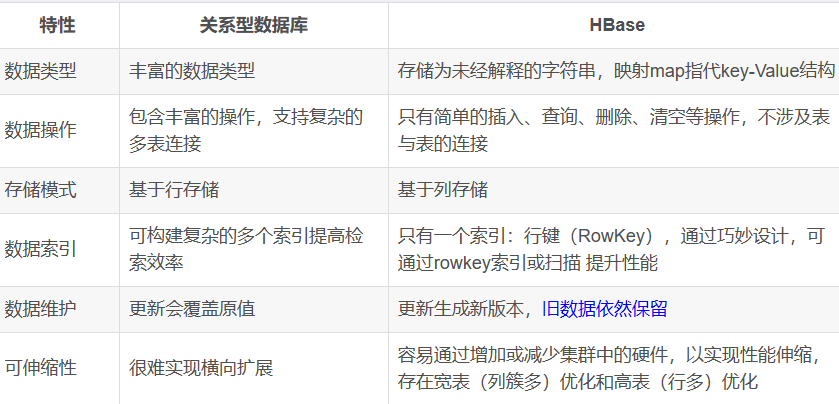 特性 关系型数据库 HBase
数据类型 丰富的数据类型 存储为未经解释的字符串，映射map指代key-Value结构
数据操作 包含丰富的操作，支持复杂的
多表连接
只有简单的插入、查询、删除、清空等操作，不涉及表
与表的连接
存储模式 基于行存储 基于列存储
数据索引 可构建复杂的多个索引提高检
索效率
只有一个索引：行键（RowKey），通过巧妙设计，可
通过rowkey索引或扫描 提升性能
数据维护 更新会覆盖原值 更新生成新版本，旧数据依然保留
可伸缩性 很难实现横向扩展 容易通过增加或减少集群中的硬件，以实现性能伸缩，
存在宽表（列簇多）优化和高表（行多）优化